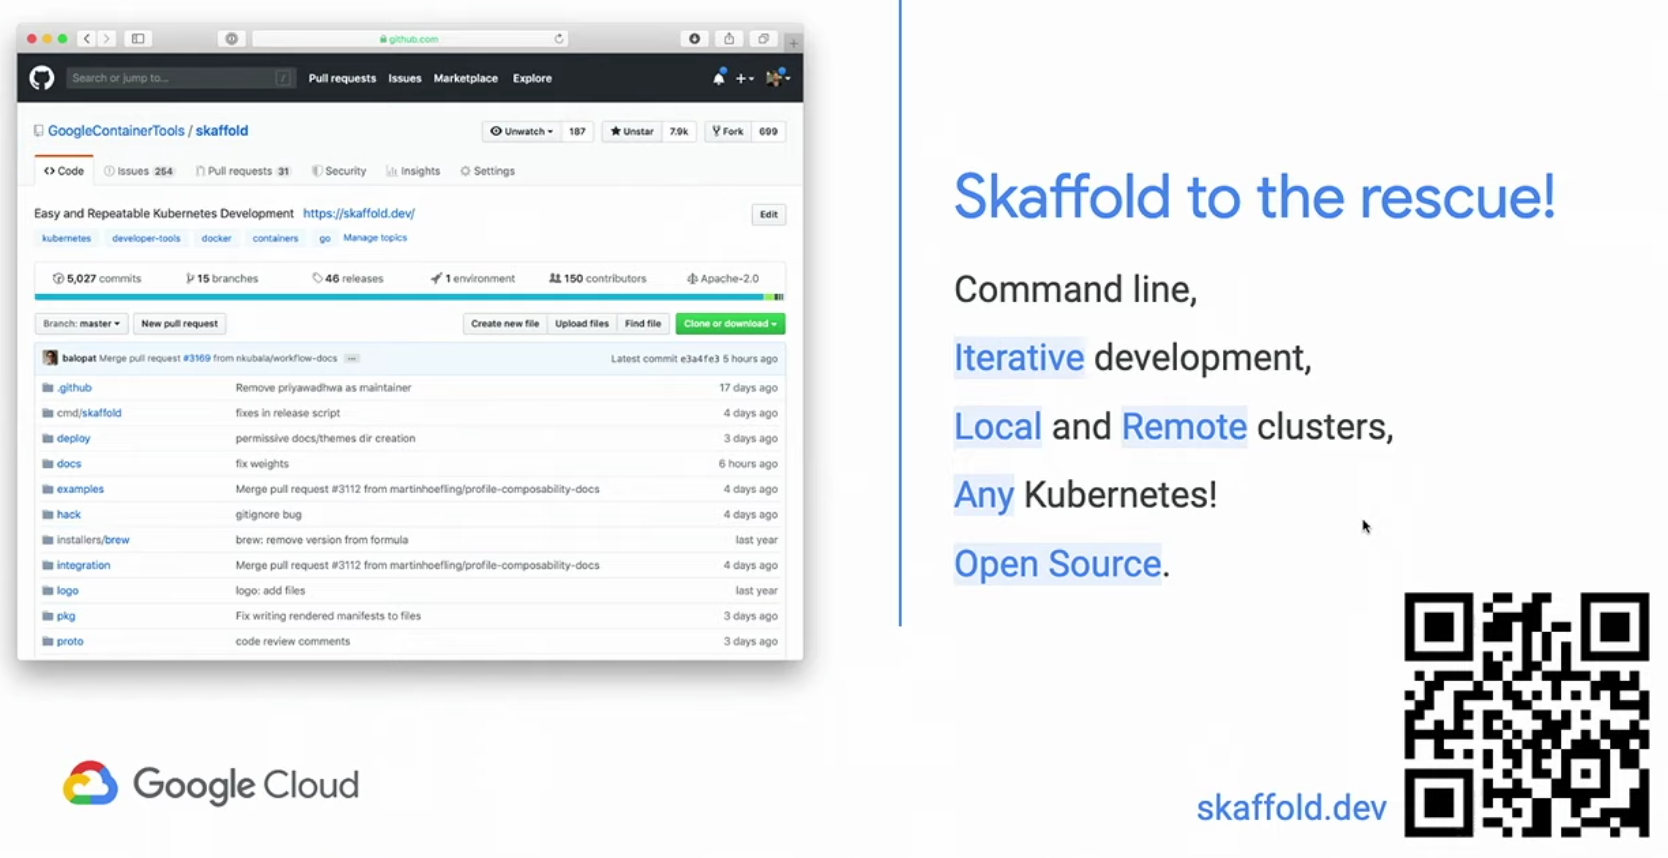 github.com
Search or jump to... /
Pull requests Issues Marketplace Explore
GoogleContainerTools / skaffold
Unwatch 187 Unstar 7.9k Fork 699
Code Issues 254 Pull requests 31 Security Insights Settings
Easy and Repeatable Kubernetes Development https://skaffold.dev/
Edit
kubernetes developer-tools docker containers go Manage topics
5,027 commits 15 branches 46 releases 1 environment 150 contributors Apache-2.0
Branch: master New pull request Create new file Upload files Find file Clone or download
balopat Merge pull request #3169 from nkubala/workflow-docs ... Latest commit e3a4fe3 5 hours ago
.github Remove priyawadhwa as maintainer 17 days ago
cmd/skaffold fixes in release script 4 days ago
deploy permissive docs/themes dir creation 3 days ago
docs fix weights 6 hours ago
examples Merge pull request #3112 from martinhoefling/profile-composability-docs 4 days ago
hack gitignore bug 4 days ago
installers/brew brew: remove version from formula last year
integration Merge pull request #3112 from martinhoefling/profile-composability-docs 4 days ago
logo logo: add files last year
pkg Fix writing rendered manifests to files 3 days ago
proto code review comments 3 days ago
Google Cloud
Skaffold to the rescue!
Command line,
Iterative development,
Local and Remote clusters,
Any Kubernetes!
Open Source.
skaffold.dev